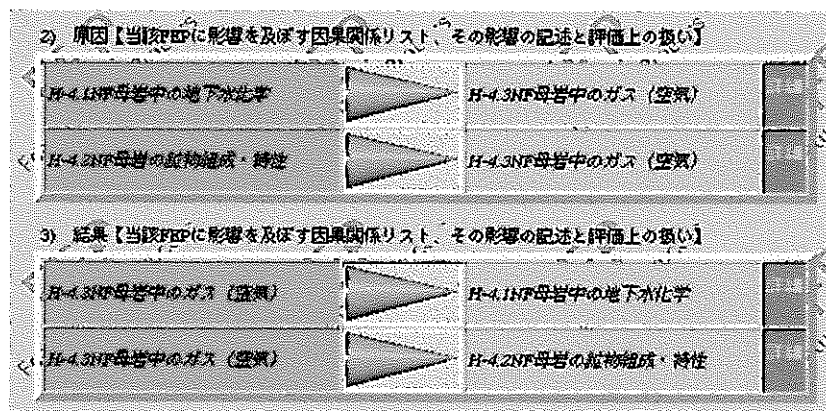 2) 原因【当該FEPに影響を及ぼす因果関係リスト、その影響の記述と評価上の扱い】
H-4.1NF母岩中の地下水化学 H-4.3NF母岩中のガス（空気）
H-4.2NF母岩の鉱物組成・特性 H-4.3NF母岩中のガス（空気）
3) 結果【当該FEPに影響を及ぼす因果関係リスト、その影響の記述と評価上の扱い】
H-4.3NF母岩中のガス（空気） H-4.1NF母岩中の地下水化学
H-4.3NF母岩中のガス（空気） H-4.2NF母岩の鉱物組成・特性